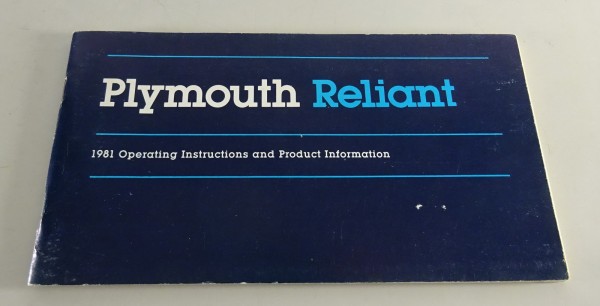 Plymouth Reliant
1981 Operating Instructions and Product Information